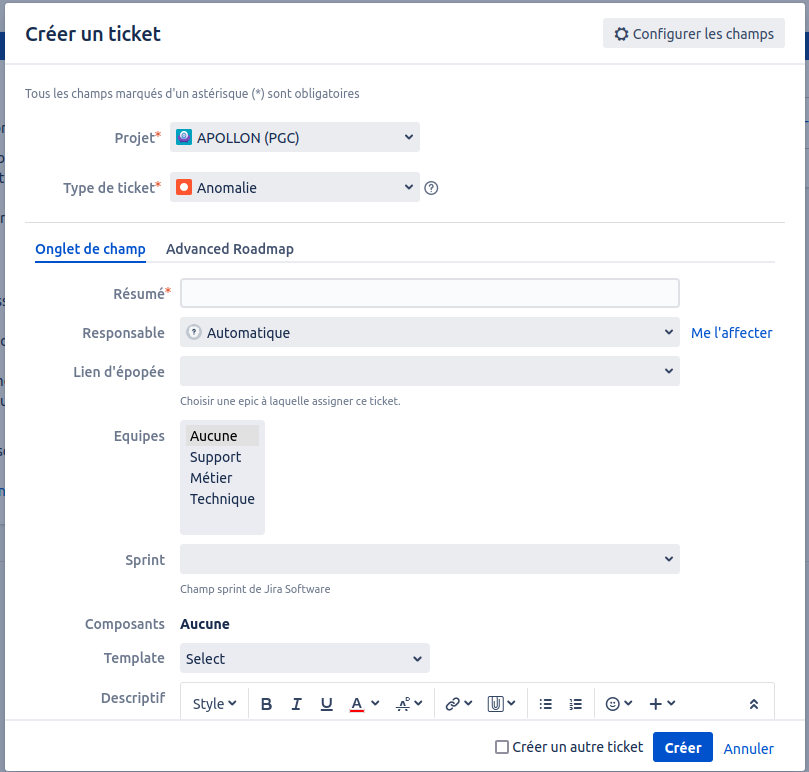 Créer un ticket
Configurer les champs
Tous les champs marqués d'un astérisque (*) sont obligatoires
Projet*
APOLLON (PGC)
Type de ticket*
Anomalie
Onglet de champ
Advanced Roadmap
Résumé*
Responsable
Automatique
Me l'affecter
Lien d'épopée
Choisir une epic à laquelle assigner ce ticket.
Equipes
Aucune
Support
Métier
Technique
Sprint
Champ sprint de Jira Software
Composants
Aucune
Template
Select
Descriptif
Style
B I U A
Créer un autre ticket
Créer
Annuler